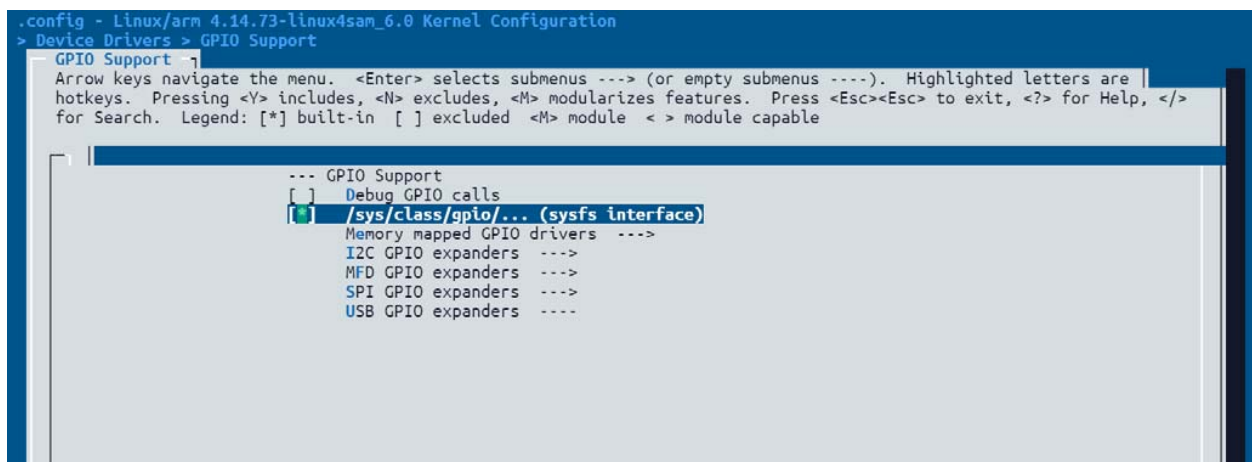 .config - Linux/arm 4.14.73-linux4sam_6.0 Kernel Configuration
> Device Drivers > GPIO Support
GPIO Support
Arrow keys navigate the menu. <Enter> selects submenus ---> (or empty submenus ----). Highlighted letters are
hotkeys. Pressing <Y> includes, <N> excludes, <M> modularizes features. Press <Esc><Esc> to exit, <?> for Help, </>
for Search. Legend: [*] built-in [ ] excluded <M> module < > module capable
--- GPIO Support
[ ] Debug GPIO calls
[*] /sys/class/gpio/... (sysfs interface)
Memory mapped GPIO drivers --->
I2C GPIO expanders --->
MFD GPIO expanders --->
SPI GPIO expanders --->
USB GPIO expanders ----